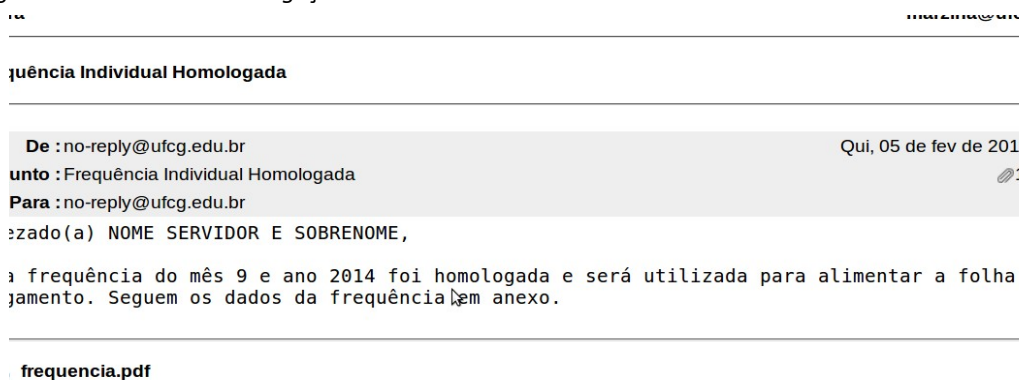 quência Individual Homologada
De : no-reply@ufcg.edu.br Qui, 05 de fev de 201
unto : Frequência Individual Homologada
Para : no-reply@ufcg.edu.br
ezado(a) NOME SERVIDOR E SOBRENOME,
a frequência do mês 9 e ano 2014 foi homologada e será utilizada para alimentar a folha
gamento. Seguem os dados da frequência em anexo.
frequencia.pdf